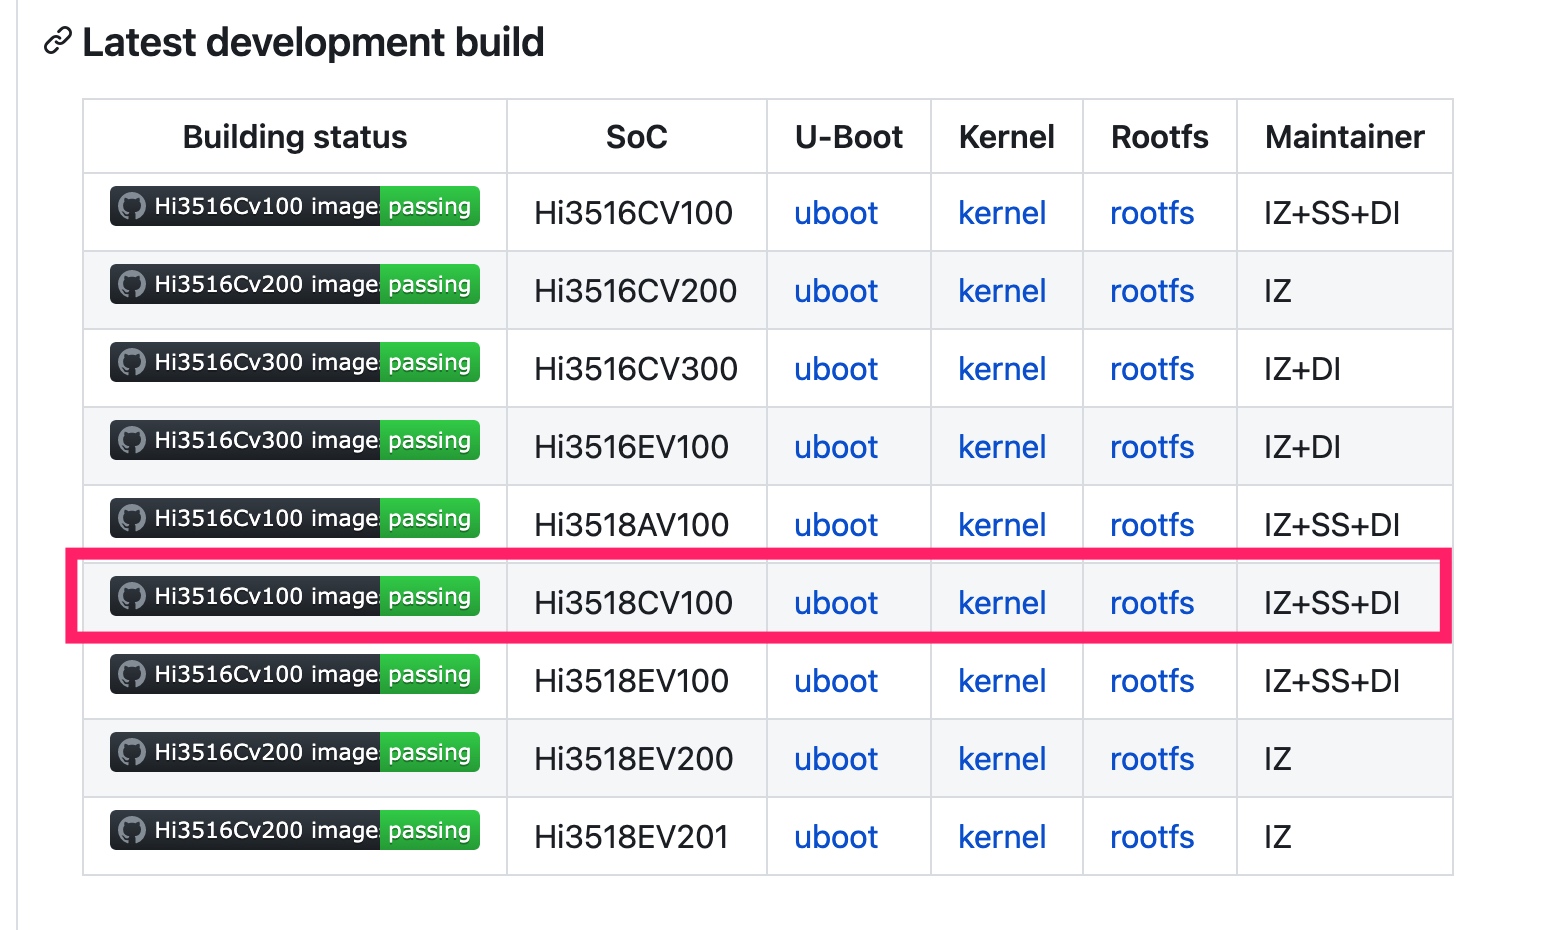 Latest development build
Building status SoC U-Boot Kernel Rootfs Maintainer
Hi3516Cv100 image passing Hi3516CV100 uboot kernel rootfs IZ+SS+DI
Hi3516Cv200 image passing Hi3516CV200 uboot kernel rootfs IZ
Hi3516Cv300 image passing Hi3516CV300 uboot kernel rootfs IZ+DI
Hi3516Cv300 image passing Hi3516EV100 uboot kernel rootfs IZ+DI
Hi3516Cv100 image passing Hi3518AV100 uboot kernel rootfs IZ+SS+DI
Hi3516Cv100 image passing Hi3518CV100 uboot kernel rootfs IZ+SS+DI
Hi3516Cv100 image passing Hi3518EV100 uboot kernel rootfs IZ+SS+DI
Hi3516Cv200 image passing Hi3518EV200 uboot kernel rootfs IZ
Hi3516Cv200 image passing Hi3518EV201 uboot kernel rootfs IZ